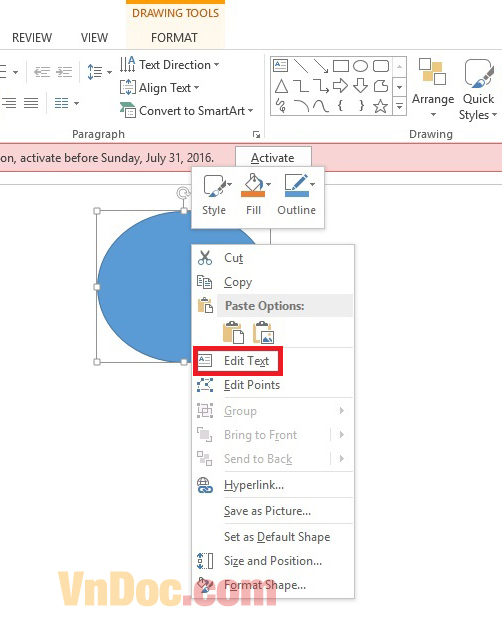 DRAWING TOOLS
REVIEW VIEW FORMAT
Text Direction
Align Text
Convert to SmartArt
Arrange
Quick
Styles
Paragraph
Drawing
on, activate before Sunday, July 31, 2016. Activate
Style Fill Outline
Cut
Copy
Paste Options:
Edit Text
Edit Points
Group
Bring to Front
Send to Back
Hyperlink...
Save as Picture...
Set as Default Shape
Size and Position...
Format Shape...
VnDoc.com